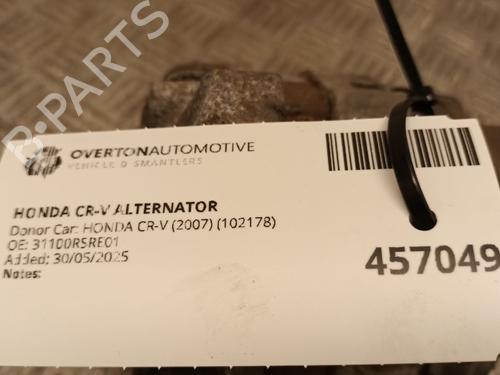 B-PARTS
OVERTONAUTOMOTIVE
VEHICLE DISMANTLERS
HONDA CR-V ALTERNATOR
Donor Car: HONDA CR-V (2007) (102178)
OE: 31100RSRE01
Added: 30/05/2025
Notes:
457049